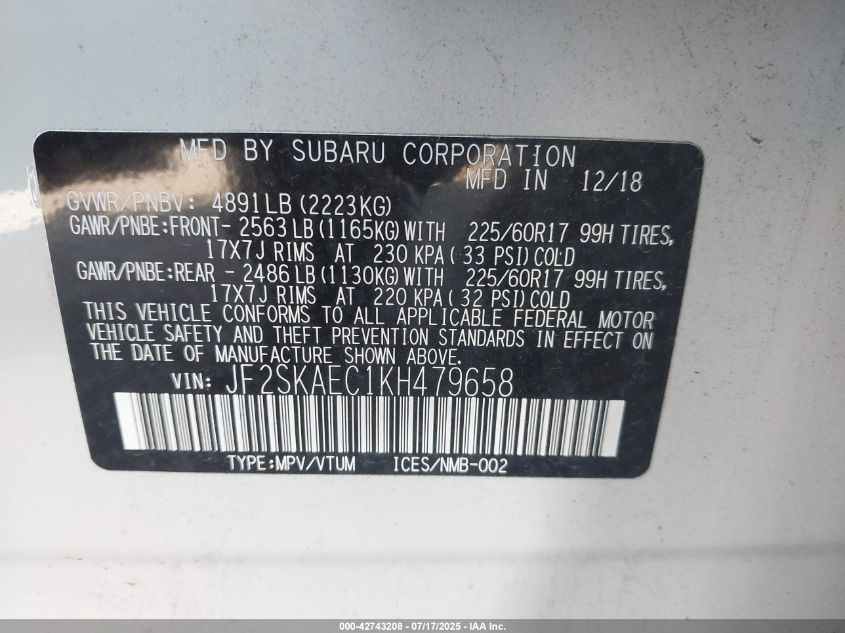 MFD BY SUBARU CORPORATION
MFD IN 12/18
GVWR/PNBV: 4891LB (2223KG)
GAWR/PNBE:FRONT- 2563LB (1165KG) WITH 225/60R17 99H TIRES,
17X7J RIMS AT 230 KPA( 33 PSI) COLD
GAWR/PNBE:REAR - 2486LB (1130KG) WITH 225/60R17 99H TIRES,
17X7J RIMS AT 220 KPA( 32 PSI) COLD
THIS VEHICLE CONFORMS TO ALL APPLICABLE FEDERAL MOTOR
VEHICLE SAFETY AND THEFT PREVENTION STANDARDS IN EFFECT ON
THE DATE OF MANUFACTURE SHOWN ABOVE.
VIN: JF2SKAEC1KH479658
TYPE:MPV/VTUM ICES/NMB-002
000-42743208 - 07/17/2025 - IAA Inc.